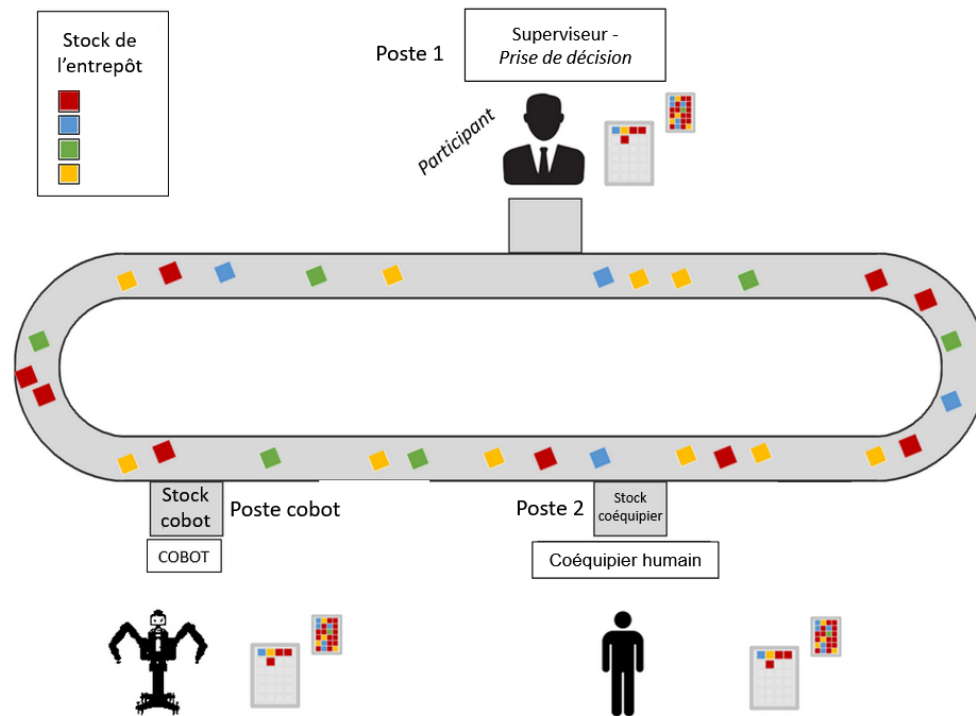 Stock de
l’entrepôt
Poste 1
Superviseur -
Prise de décision
Participant
Stock
cobot
Poste cobot
COBOT
Poste 2
Stock
coéquipier
Coéquipier humain